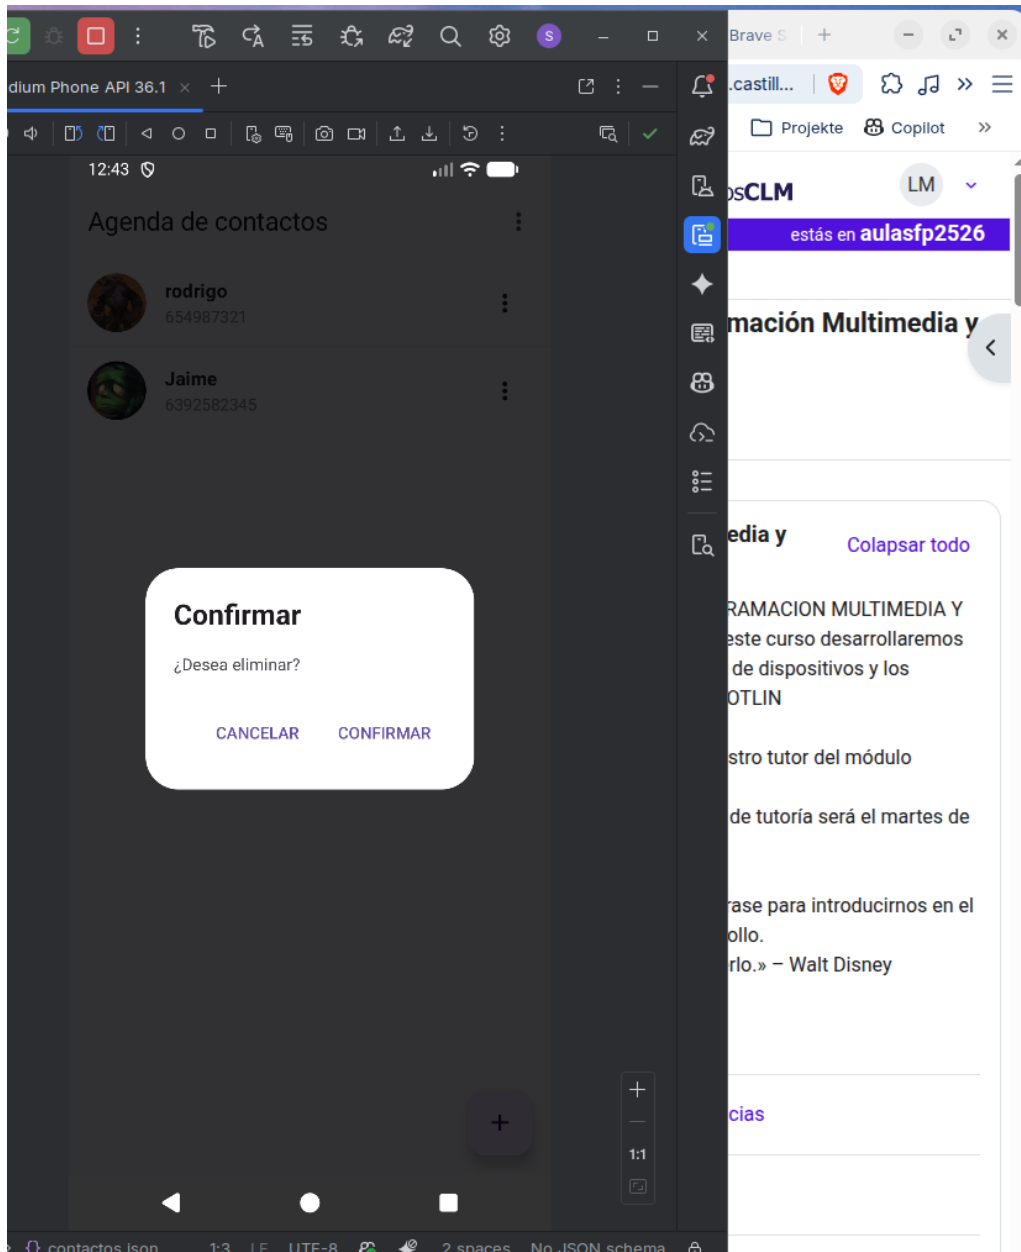 S
Brave S
dium Phone API 36.1
.castill...
Projekte
Copilot
12:43
Agenda de contactos
rodrigo
654987321
Jaime
6392582345
Confirmar
¿Desea eliminar?
CANCELAR CONFIRMAR
1:1
contactos.json 1:3 LF UTF-8 2 spaces No JSON schema
osCLM
LM
estás en aulasfp2526
mación Multimedia y
edia y
Colapsar todo
RAMACION MULTIMEDIA Y
este curso desarrollaremos
de dispositivos y los
OTLIN
stro tutor del módulo
de tutoría será el martes de
rase para introducirnos en el
ollo.
rlo.» – Walt Disney
cias